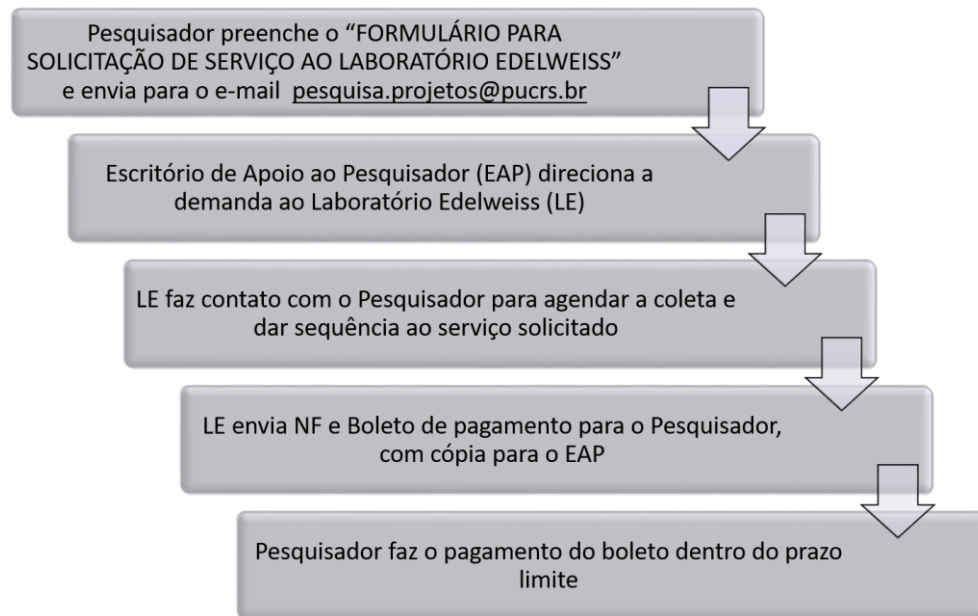 Pesquisador preenche o “FORMULÁRIO PARA
SOLICITAÇÃO DE SERVIÇO AO LABORATÓRIO EDELWEISS”
e envia para o e-mail pesquisa.projetos@pucrs.br
Escritório de Apoio ao Pesquisador (EAP) direciona a
demanda ao Laboratório Edelweiss (LE)
LE faz contato com o Pesquisador para agendar a coleta e
dar sequência ao serviço solicitado
LE envia NF e Boleto de pagamento para o Pesquisador,
com cópia para o EAP
Pesquisador faz o pagamento do boleto dentro do prazo
limite